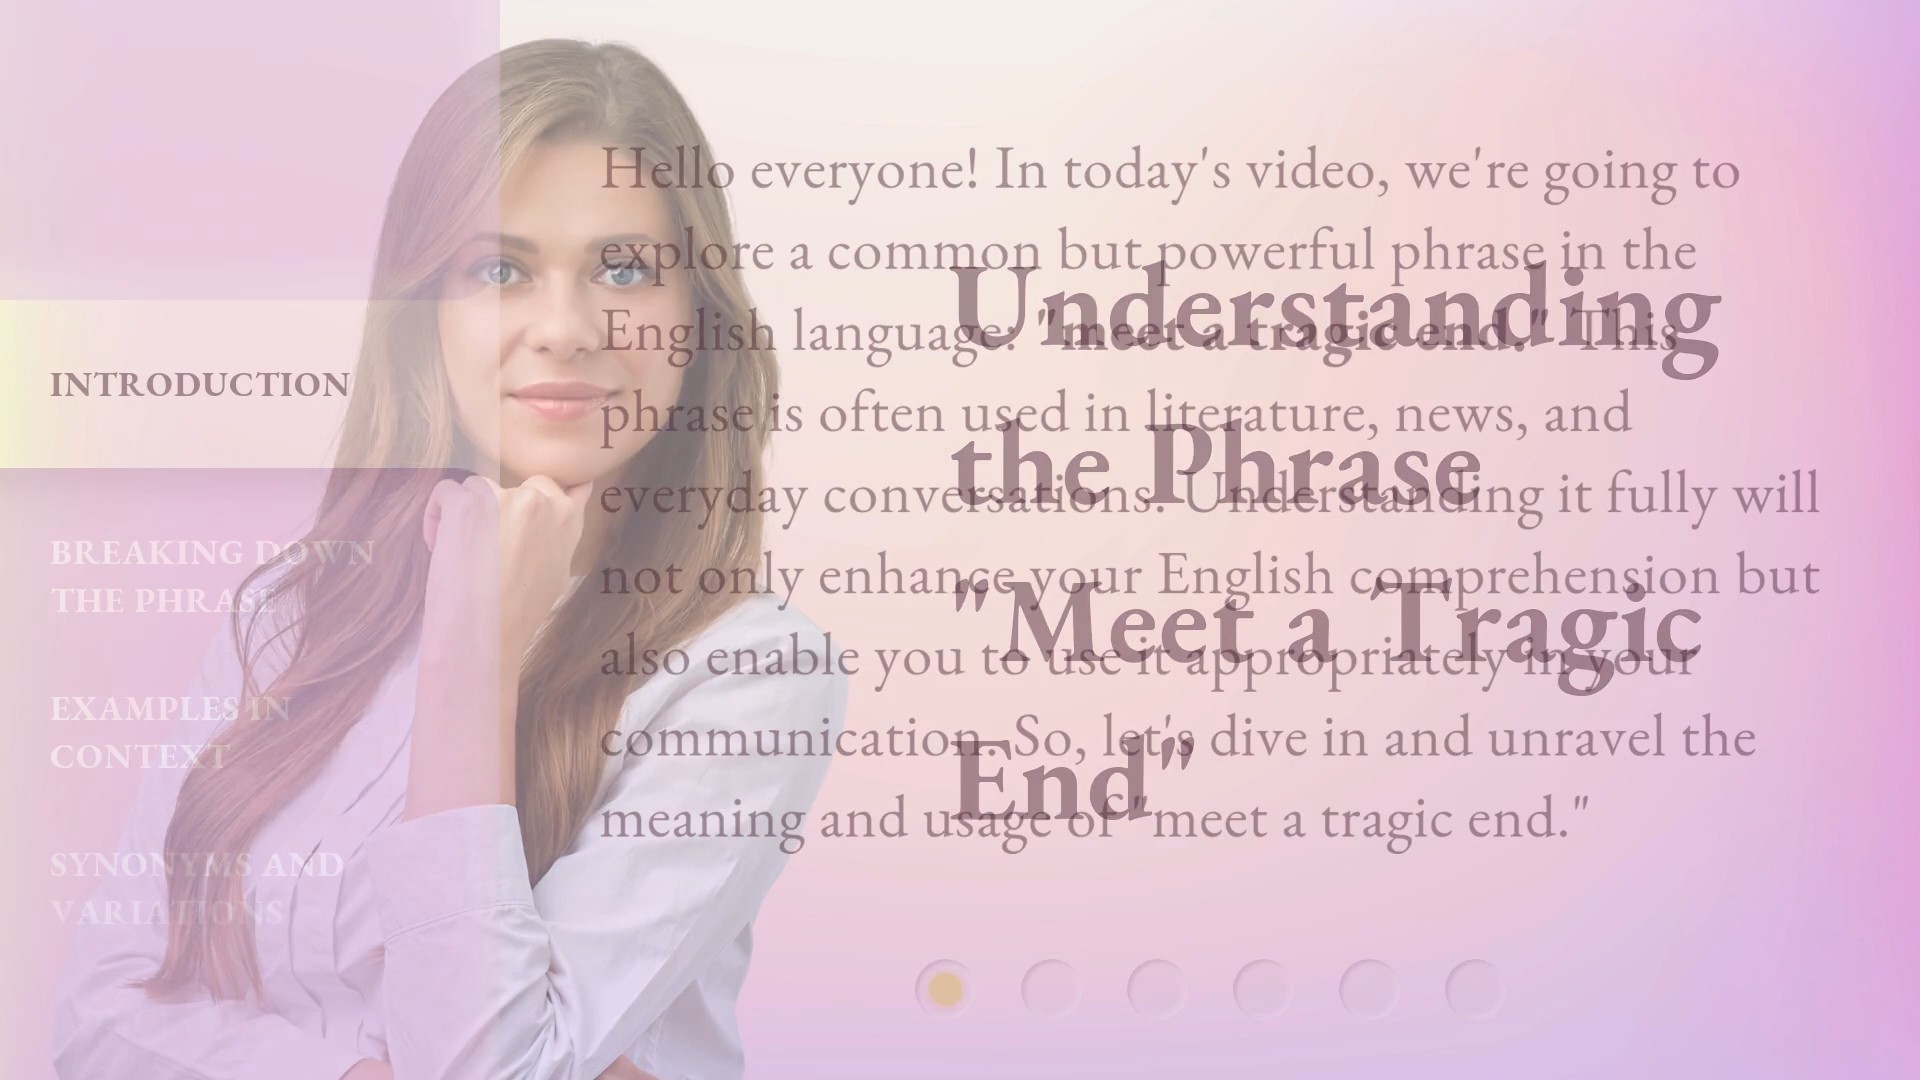 INTRODUCTION
BREAKING DOWN
THE PHRASE
EXAMPLES IN
CONTEXT
SYNONYMS AND
VARIATIONS
Hello everyone! In today's video, we're going to
explore a common but powerful phrase in the
English language: "meet a tragic end." This
phrase is often used in literature, news, and
everyday conversations. Understanding it fully will
not only enhance your English comprehension but
also enable you to use it appropriately in your
communication. So, let's dive in and unravel the
meaning and usage of "meet a tragic end."
Understanding
the Phrase
"Meet a Tragic
End"